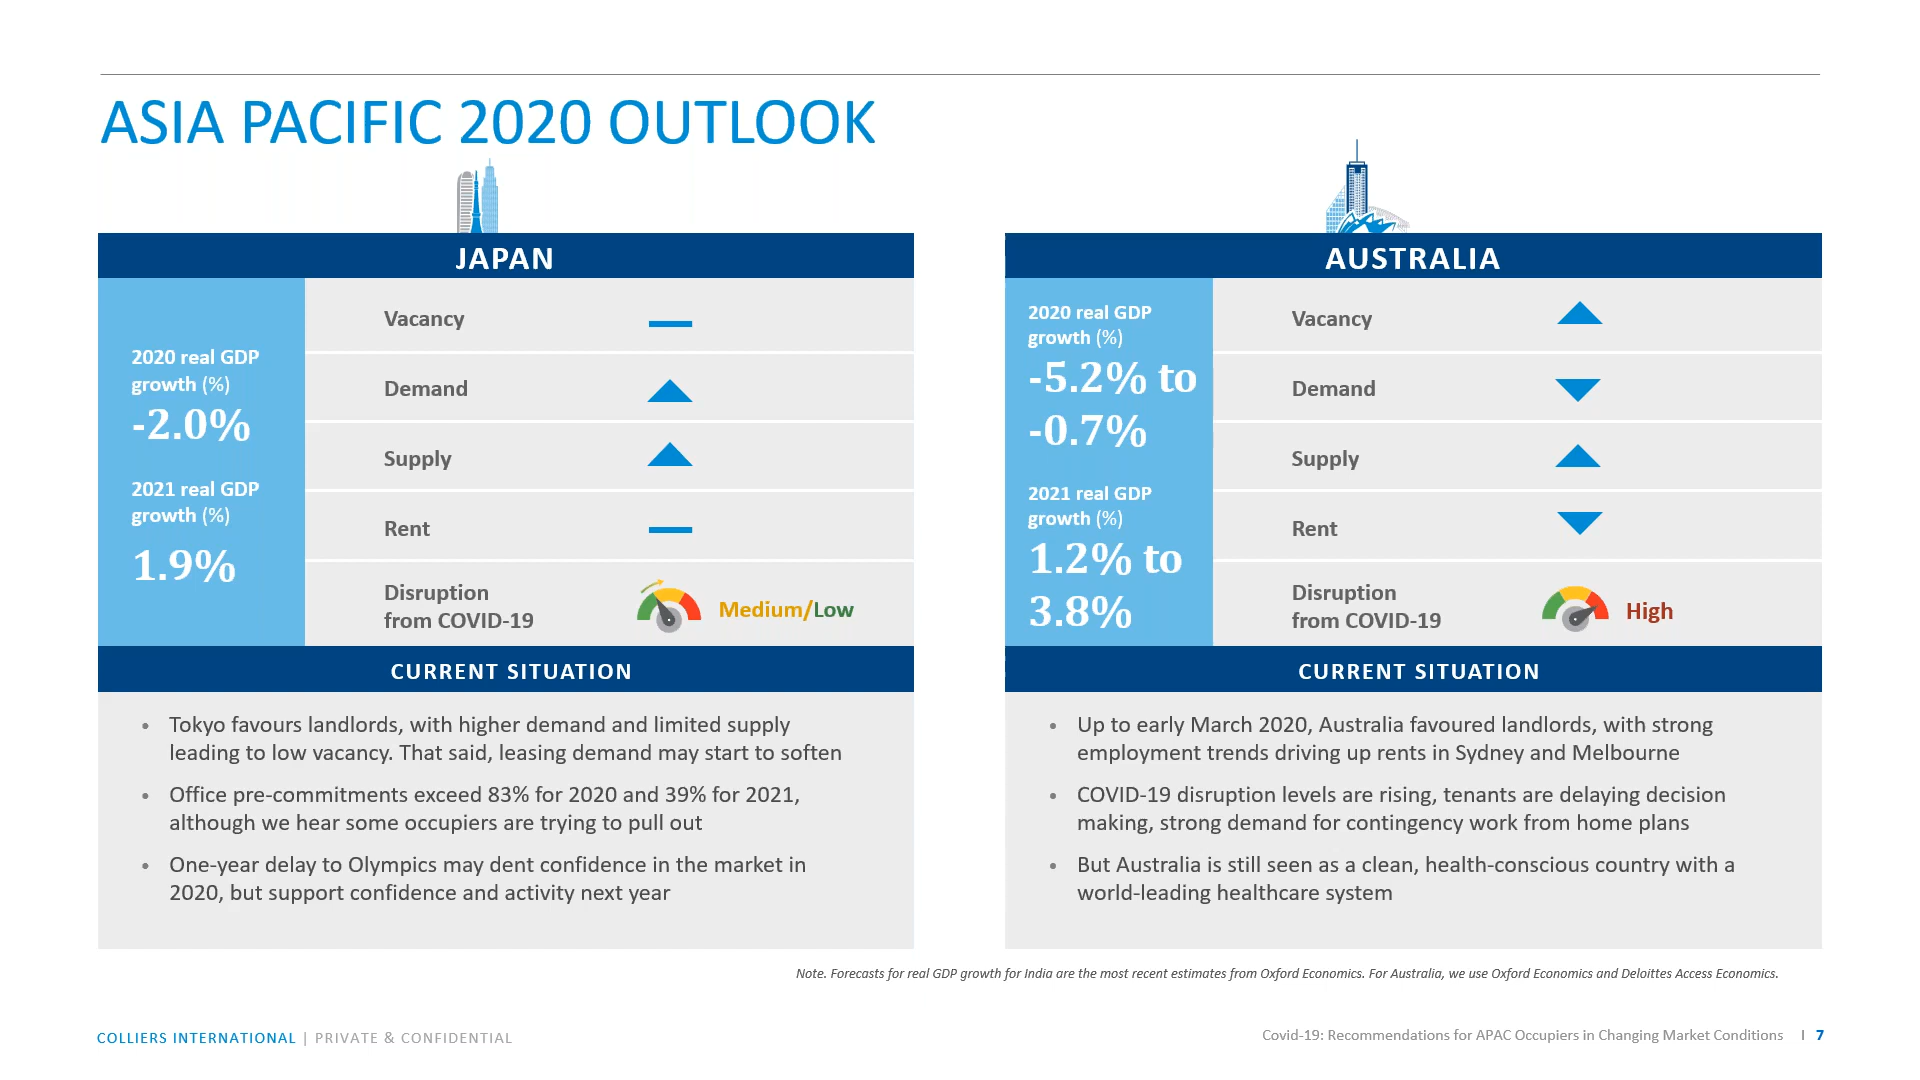 ASIA PACIFIC 2020 OUTLOOK
JAPAN
2020 real GDP
growth (%)
-2.0%
2021 real GDP
growth (%)
1.9%
Vacancy
Demand
Supply
Rent
Disruption
from COVID-19
Medium/Low
CURRENT SITUATION
• Tokyo favours landlords, with higher demand and limited supply
leading to low vacancy. That said, leasing demand may start to soften
• Office pre-commitments exceed 83% for 2020 and 39% for 2021,
although we hear some occupiers are trying to pull out
• One-year delay to Olympics may dent confidence in the market in
2020, but support confidence and activity next year
AUSTRALIA
2020 real GDP
growth (%)
-5.2% to
-0.7%
2021 real GDP
growth (%)
1.2% to
3.8%
Vacancy
Demand
Supply
Rent
Disruption
from COVID-19
High
CURRENT SITUATION
• Up to early March 2020, Australia favoured landlords, with strong
employment trends driving up rents in Sydney and Melbourne
• COVID-19 disruption levels are rising, tenants are delaying decision
making, strong demand for contingency work from home plans
• But Australia is still seen as a clean, health-conscious country with a
world-leading healthcare system
Note. Forecasts for real GDP growth for India are the most recent estimates from Oxford Economics. For Australia, we use Oxford Economics and Deloittes Access Economics.
COLLIERS INTERNATIONAL | PRIVATE & CONFIDENTIAL
Covid-19: Recommendations for APAC Occupiers in Changing Market Conditions | 7